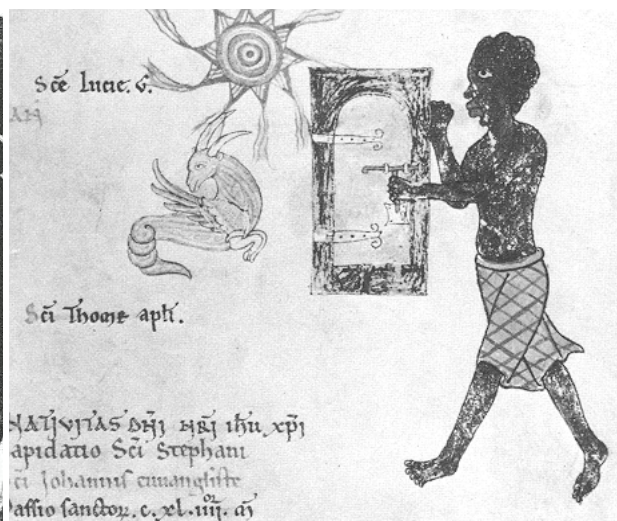 Sce Lucie. v.
Sci Thome apli.
NATIVITAS DNI NRI ihu xpi
apidatio Sci Stephani
ci Johannis euuangliste
assio sanctor. c. xl. iiii. m